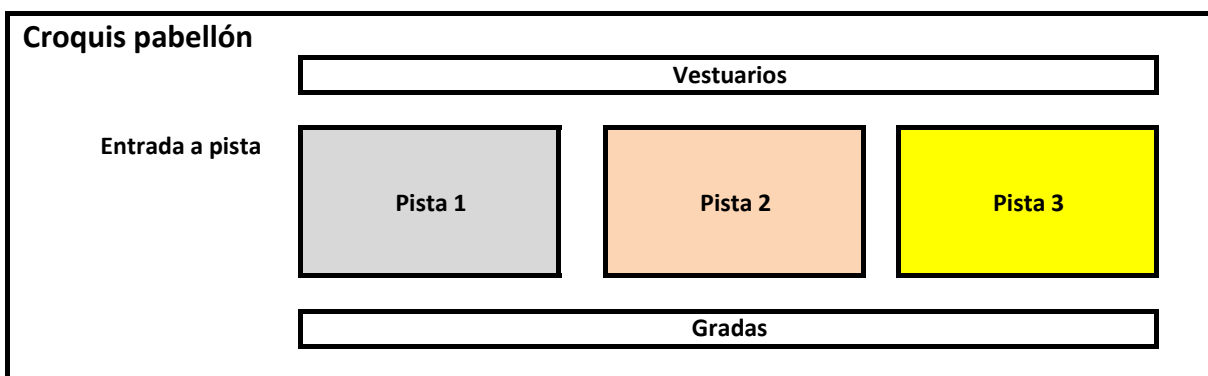 Croquis pabellón
Vestuarios
Entrada a pista
Pista 1
Pista 2
Pista 3
Gradas